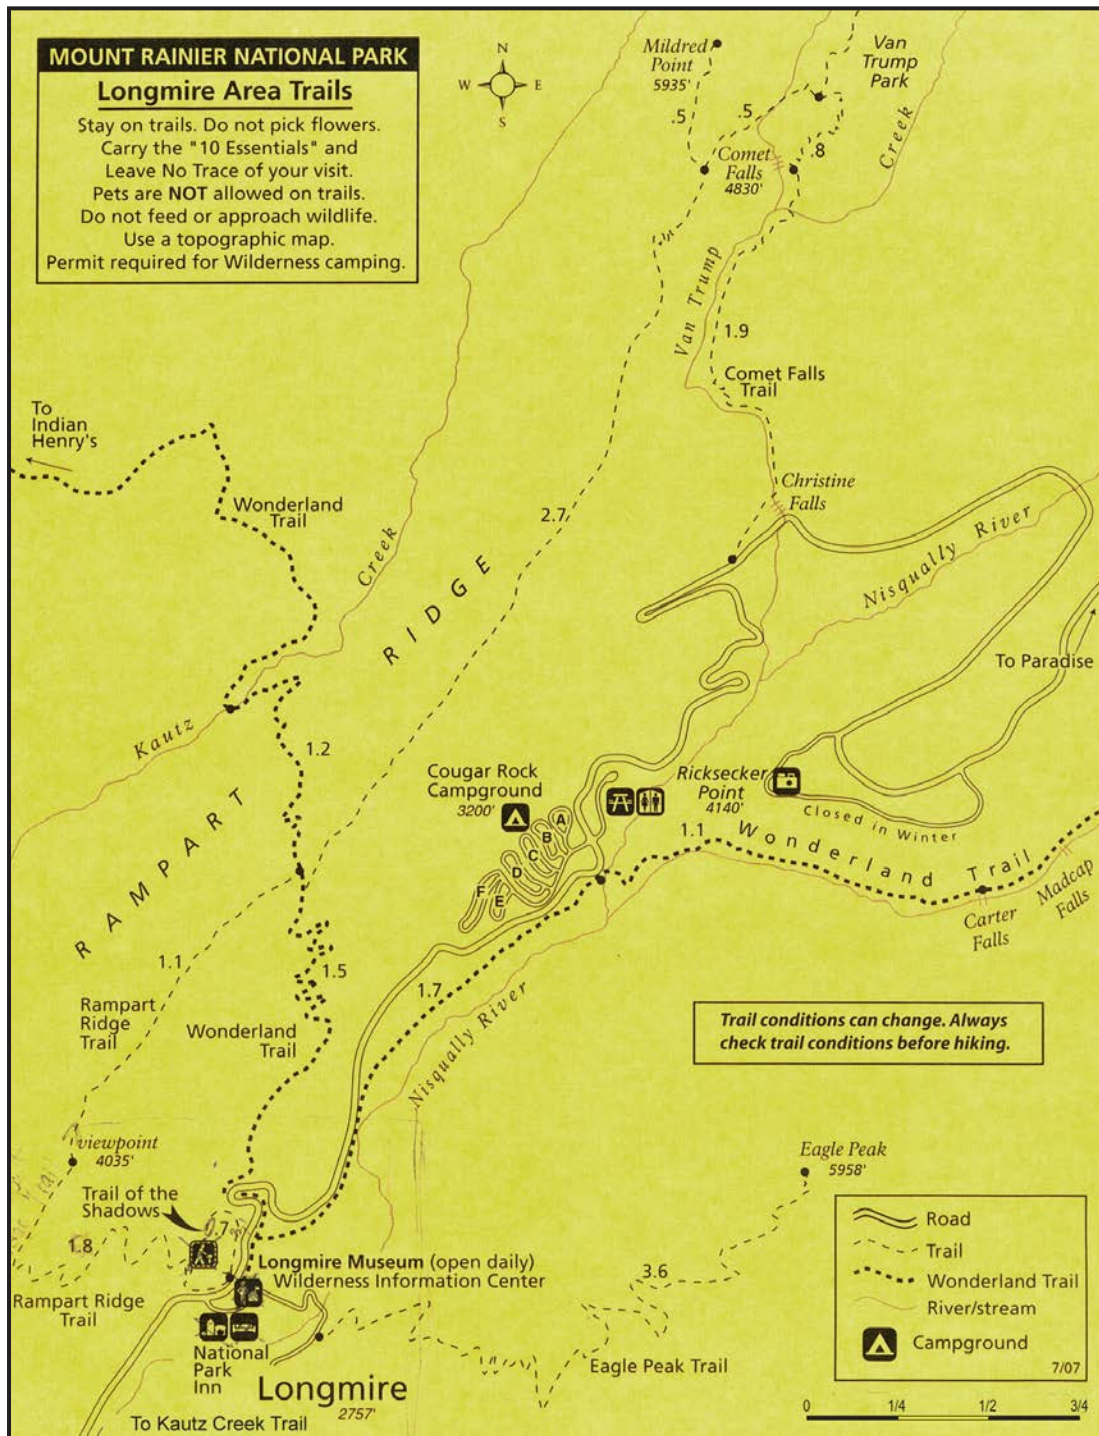 MOUNT RAINIER NATIONAL PARK
Longmire Area Trails
Stay on trails. Do not pick flowers.
Carry the "10 Essentials" and
Leave No Trace of your visit.
Pets are NOT allowed on trails.
Do not feed or approach wildlife.
Use a topographic map.
Permit required for Wilderness camping.
N
W
E
S
Mildred
Point
5935'
Van
Trump
Park
.5
.5
.8
Comet
Falls
4830'
Creek
Van Trump
1.9
Comet Falls
Trail
To
Indian
Henry's
Wonderland
Trail
Creek
2.7
Christine
Falls
Nisqually River
RIDGE
To Paradise
Kautz
1.2
Cougar Rock
Campground
3200'
Ricksecker
Point
4140'
A
B
C
D
E
F
Closed in Winter
1.1
Wonderland Trail
RAMPART
Carter
Falls
Madcap
Falls
1.1
1.5
1.7
Rampart
Ridge
Trail
Wonderland
Trail
Nisqually River
Trail conditions can change. Always
check trail conditions before hiking.
viewpoint
4035'
Eagle Peak
5958'
Trail of the
Shadows
.7
1.8
Longmire Museum (open daily)
Wilderness Information Center
3.6
Rampart Ridge
Trail
National
Park
Inn
Eagle Peak Trail
Longmire
2757'
To Kautz Creek Trail
Road
Trail
Wonderland Trail
River/stream
Campground
7/07
0
1/4
1/2
3/4